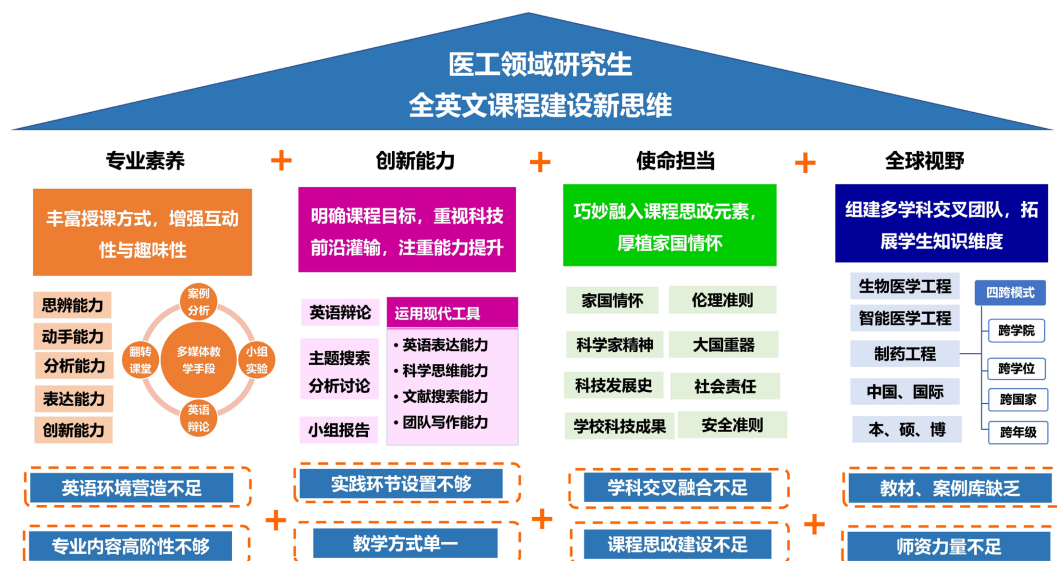 医工领域研究生
全英文课程建设新思维
专业素养
+
创新能力
+
使命担当
+
全球视野
丰富授课方式，增强互动
性与趣味性
明确课程目标，重视科技
前沿灌输，注重能力提升
巧妙融入课程思政元素，
厚植家国情怀
组建多学科交叉团队，拓
展学生知识维度
思辨能力
动手能力
分析能力
表达能力
创新能力
案例
分析
翻转
课堂
多媒体教
学手段
小组
实验
英语
辩论
英语辩论
主题搜索
分析讨论
小组报告
运用现代工具
• 英语表达能力
• 科学思维能力
• 文献搜索能力
• 团队写作能力
家国情怀
伦理准则
科学家精神
大国重器
科技发展史
社会责任
学校科技成果
安全准则
生物医学工程
智能医学工程
制药工程
中国、国际
本、硕、博
四跨模式
跨学院
跨学位
跨国家
跨年级
英语环境营造不足
专业内容高阶性不够
+
实践环节设置不够
教学方式单一
+
学科交叉融合不足
课程思政建设不足
+
教材、案例库缺乏
师资力量不足